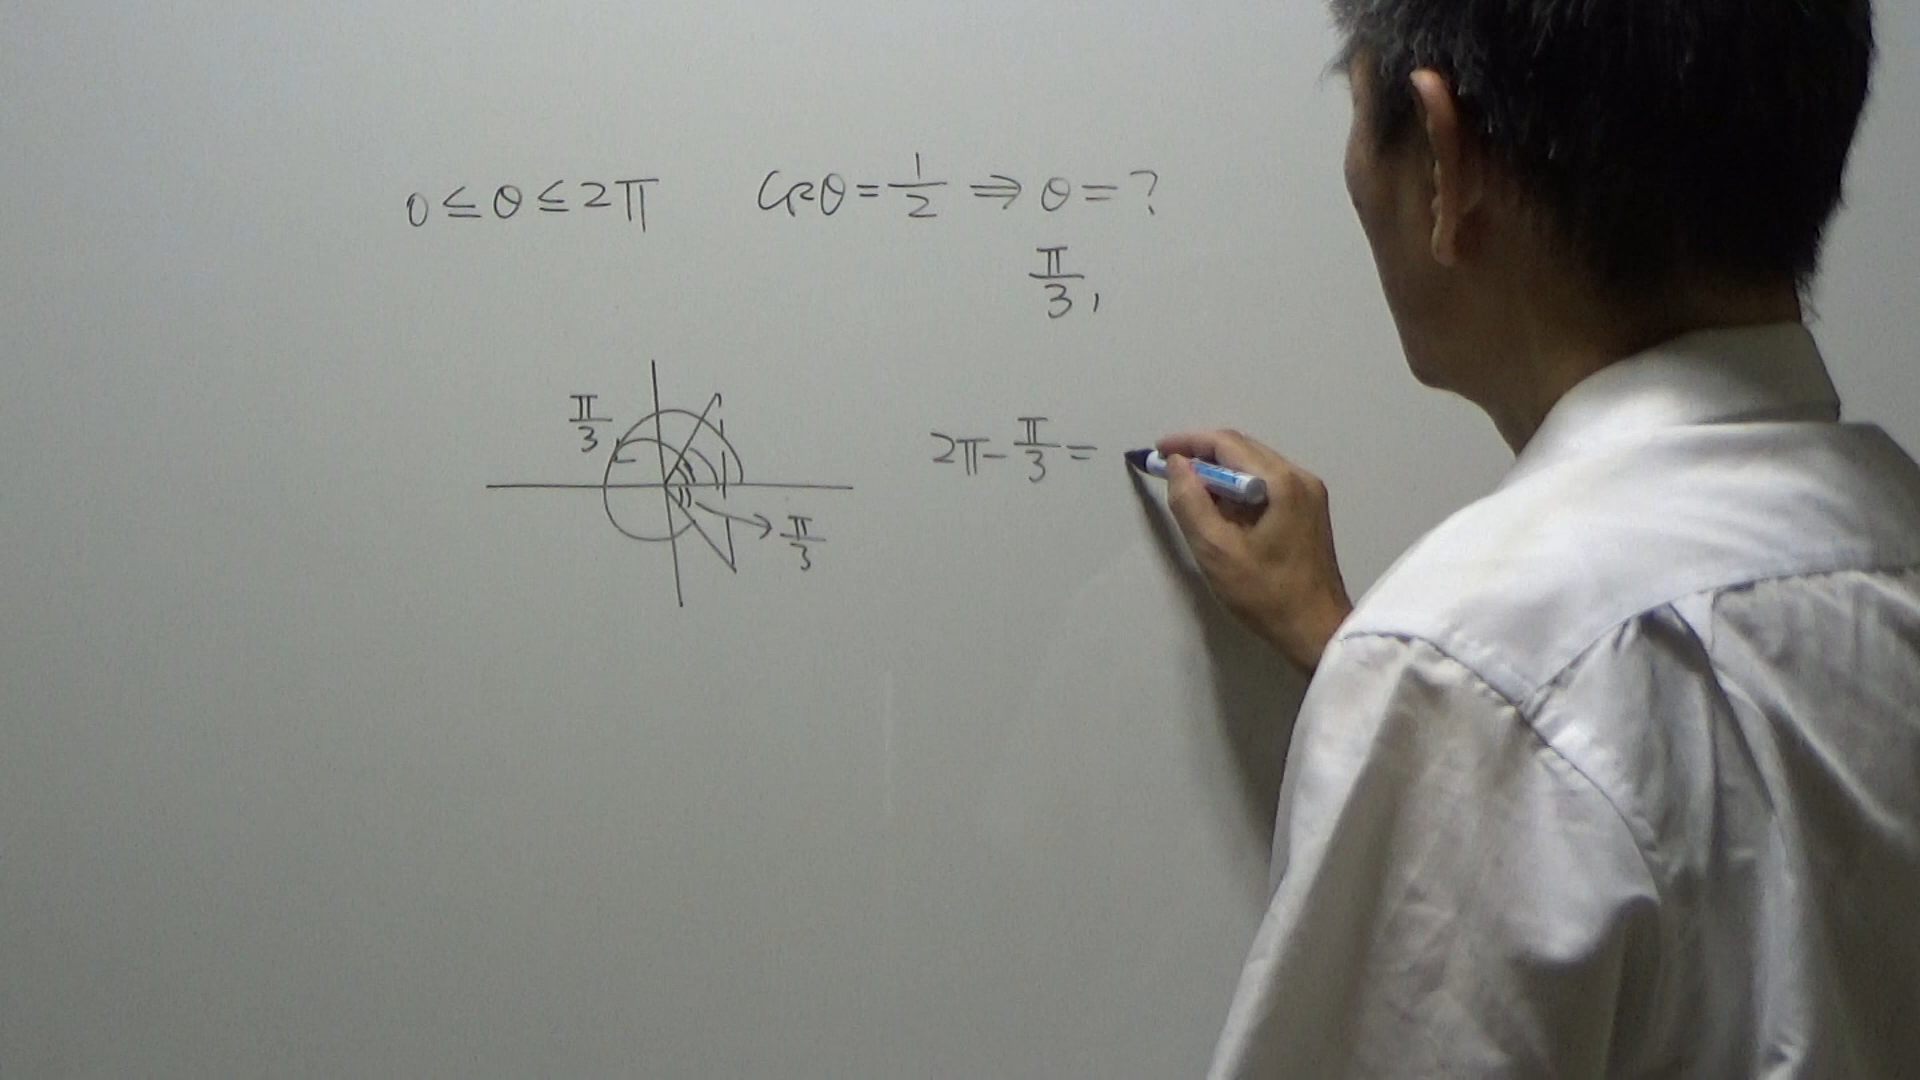 0 ≦ θ ≦ 2π cosθ = 1/2 ⇒ θ = ?
π/3,
π/3
2π - π/3 =
π/3